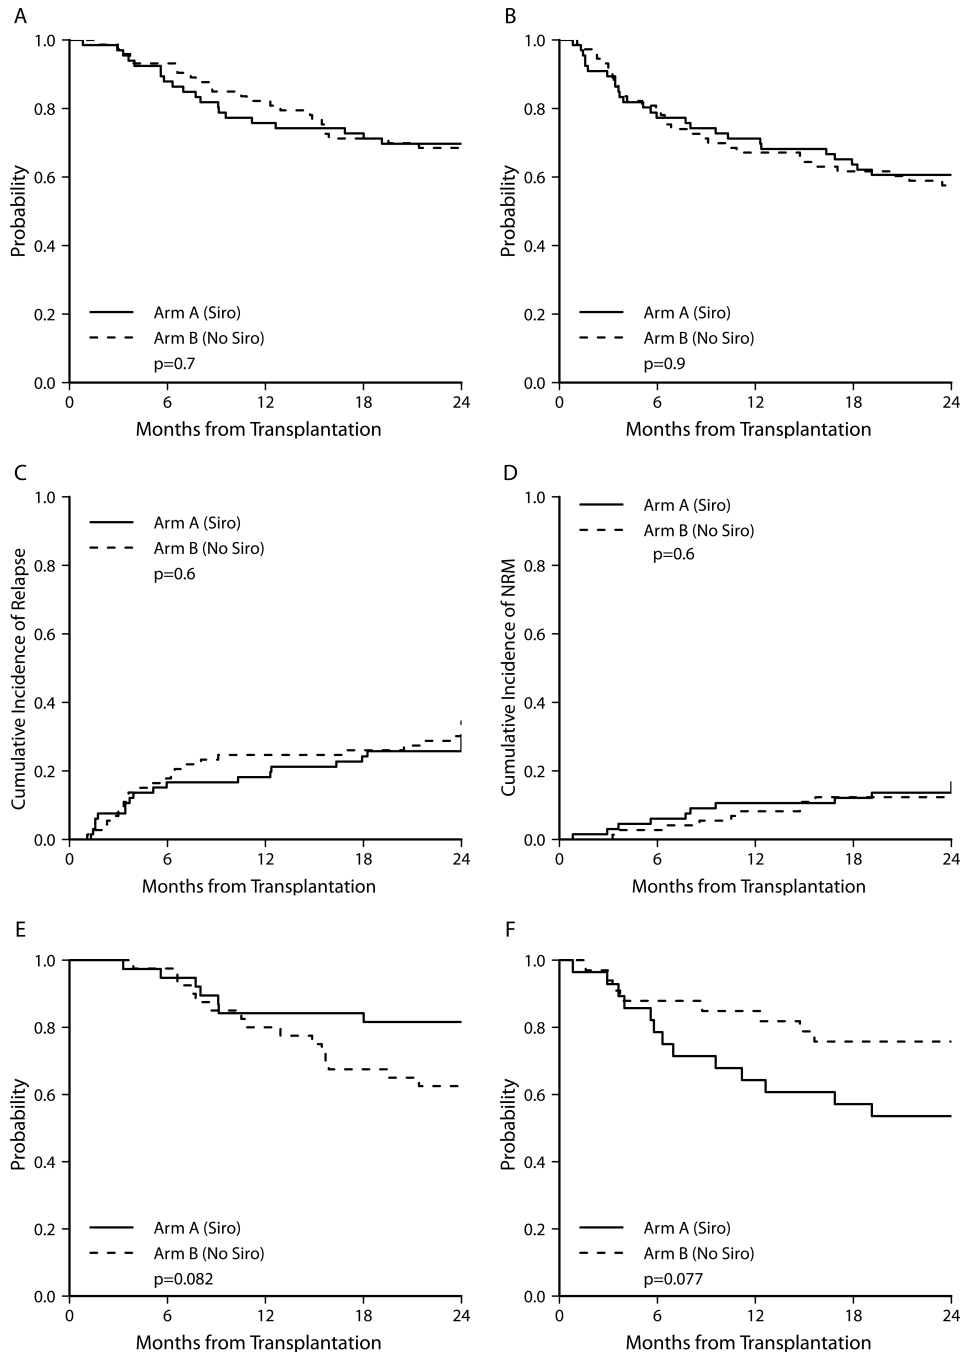 A
1.0
0.8
0.6
0.4
0.2
0.0
Probability
Arm A (Siro)
Arm B (No Siro)
p=0.7
0 6 12 18 24
Months from Transplantation
B
1.0
0.8
0.6
0.4
0.2
0.0
Probability
Arm A (Siro)
Arm B (No Siro)
p=0.9
0 6 12 18 24
Months from Transplantation
C
1.0
0.8
0.6
0.4
0.2
0.0
Cumulative Incidence of Relapse
Arm A (Siro)
Arm B (No Siro)
p=0.6
0 6 12 18 24
Months from Transplantation
D
1.0
0.8
0.6
0.4
0.2
0.0
Cumulative Incidence of NRM
Arm A (Siro)
Arm B (No Siro)
p=0.6
0 6 12 18 24
Months from Transplantation
E
1.0
0.8
0.6
0.4
0.2
0.0
Probability
Arm A (Siro)
Arm B (No Siro)
p=0.082
0 6 12 18 24
Months from Transplantation
F
1.0
0.8
0.6
0.4
0.2
0.0
Probability
Arm A (Siro)
Arm B (No Siro)
p=0.077
0 6 12 18 24
Months from Transplantation